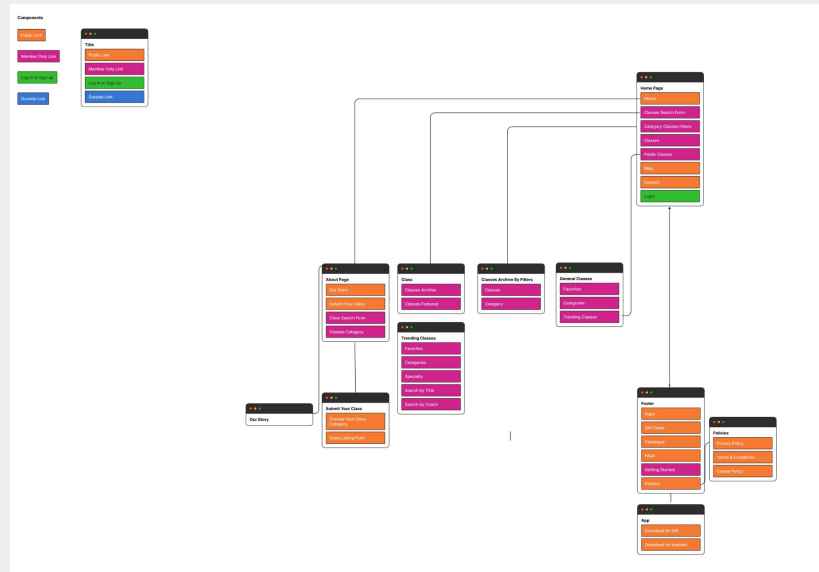 Components
Public Link
Member Only Link
Log in or Sign up
Outside Link
Title
Public Link
Member Only Link
Log in or Sign up
Outside Link
Home Page
About
Classes Search Form
Category Classes Filters
Classes
Public Classes
Blog
Contact
Login
About Page
Our Story
Submit Your Class
Class Search Form
Classes Category
Class
Classes Archive
Classes Featured
Classes Archive By Filters
Classes
Category
General Classes
Favorites
Categories
Trending Classes
Trending Classes
Favorites
Categories
Specialty
Search by Title
Search by Coach
Our Story
Submit Your Class
Choose Your Class
Category
Class Listing Form
Footer
Apps
Gift Cards
Catalogue
FAQs
Getting Started
Policies
Policies
Privacy Policy
Terms & Conditions
Cookie Policy
App
Download for iOS
Download for Android